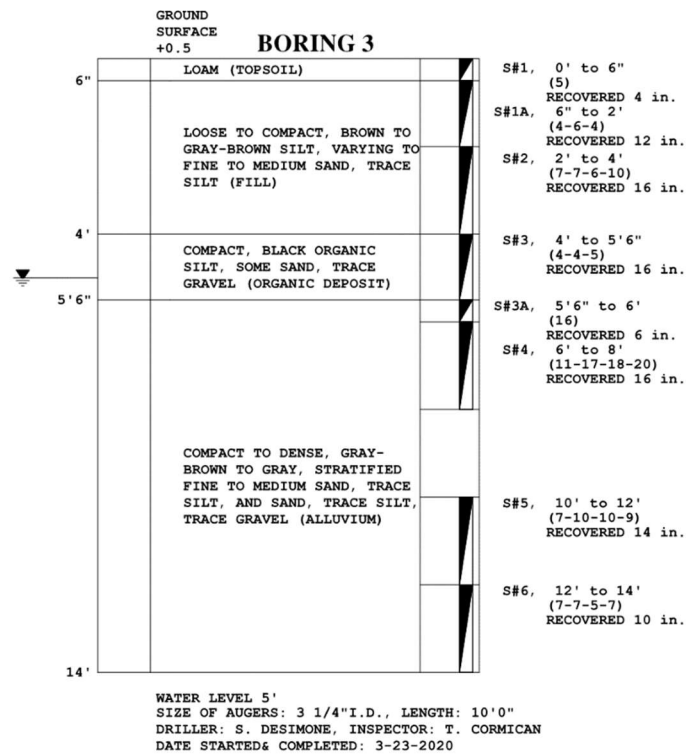 GROUND
SURFACE
+0.5
BORING 3
6"
LOAM (TOPSOIL)
S#1, 0' to 6"
(5)
RECOVERED 4 in.
LOOSE TO COMPACT, BROWN TO
GRAY-BROWN SILT, VARYING TO
FINE TO MEDIUM SAND, TRACE
SILT (FILL)
S#1A, 6" to 2'
(4-6-4)
RECOVERED 12 in.
S#2, 2' to 4'
(7-7-6-10)
RECOVERED 16 in.
4'
COMPACT, BLACK ORGANIC
SILT, SOME SAND, TRACE
GRAVEL (ORGANIC DEPOSIT)
S#3, 4' to 5'6"
(4-4-5)
RECOVERED 16 in.
5'6"
S#3A, 5'6" to 6'
(16)
RECOVERED 6 in.
S#4, 6' to 8'
(11-17-18-20)
RECOVERED 16 in.
COMPACT TO DENSE, GRAY-
BROWN TO GRAY, STRATIFIED
FINE TO MEDIUM SAND, TRACE
SILT, AND SAND, TRACE SILT,
TRACE GRAVEL (ALLUVIUM)
S#5, 10' to 12'
(7-10-10-9)
RECOVERED 14 in.
S#6, 12' to 14'
(7-7-5-7)
RECOVERED 10 in.
14'
WATER LEVEL 5'
SIZE OF AUGERS: 3 1/4"I.D., LENGTH: 10'0"
DRILLER: S. DESIMONE, INSPECTOR: T. CORMICAN
DATE STARTED& COMPLETED: 3-23-2020